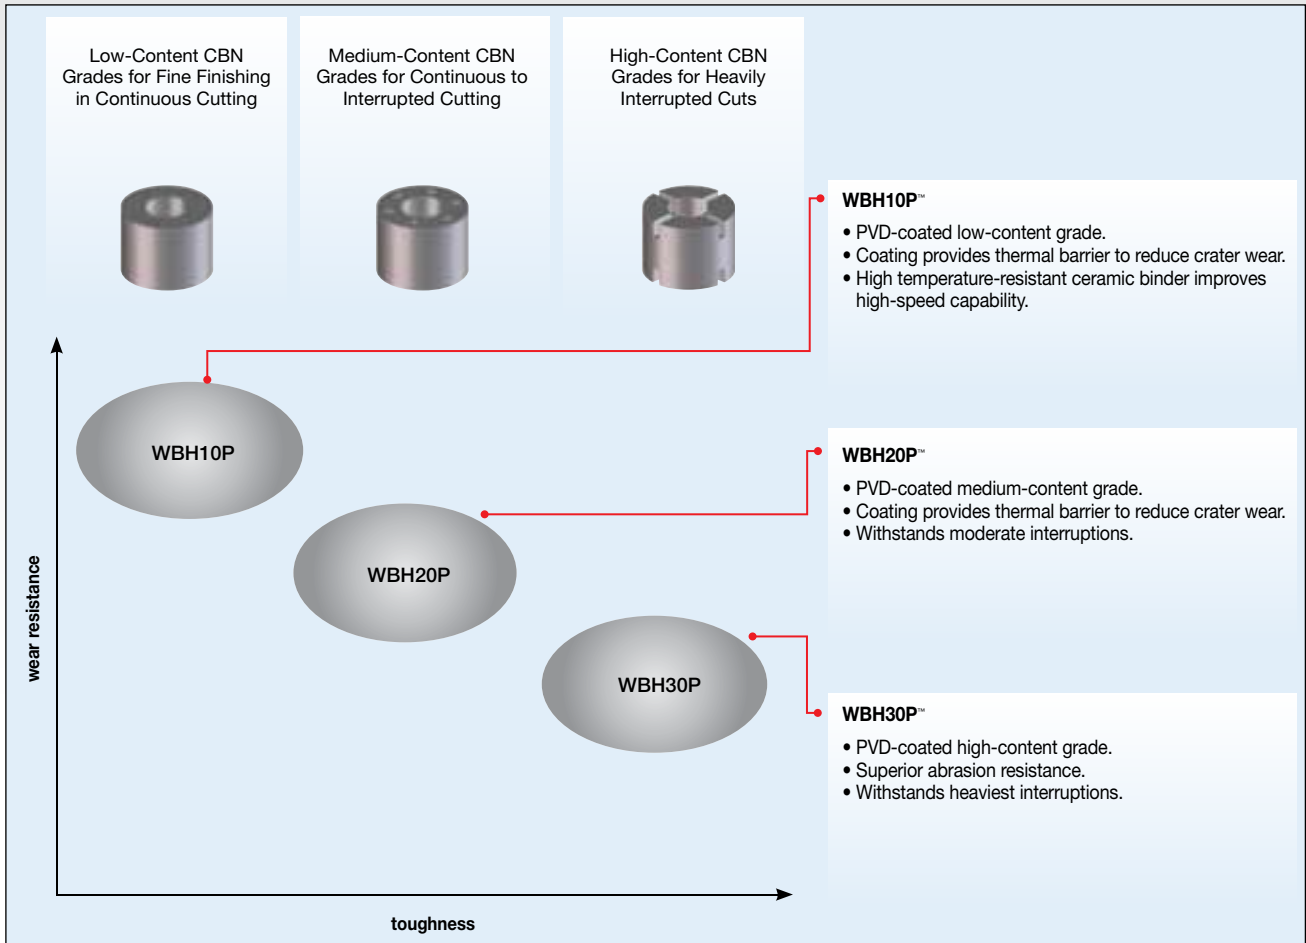 Low-Content CBN
Grades for Fine Finishing
in Continuous Cutting
Medium-Content CBN
Grades for Continuous to
Interrupted Cutting
High-Content CBN
Grades for Heavily
Interrupted Cuts
WBH10P™
• PVD-coated low-content grade.
• Coating provides thermal barrier to reduce crater wear.
• High temperature-resistant ceramic binder improves
high-speed capability.
WBH10P
WBH20P™
• PVD-coated medium-content grade.
• Coating provides thermal barrier to reduce crater wear.
• Withstands moderate interruptions.
WBH20P
WBH30P
WBH30P™
• PVD-coated high-content grade.
• Superior abrasion resistance.
• Withstands heaviest interruptions.
wear resistance
toughness